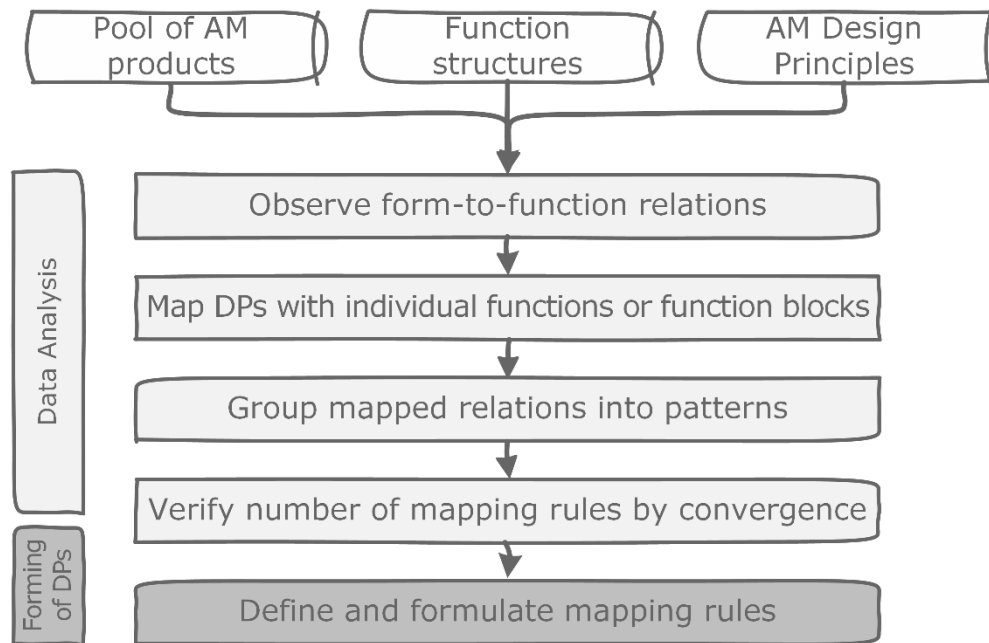 Pool of AM
products
Function
structures
AM Design
Principles
Data Analysis
Observe form-to-function relations
Map DPs with individual functions or function blocks
Group mapped relations into patterns
Verify number of mapping rules by convergence
Forming
of DPs
Define and formulate mapping rules